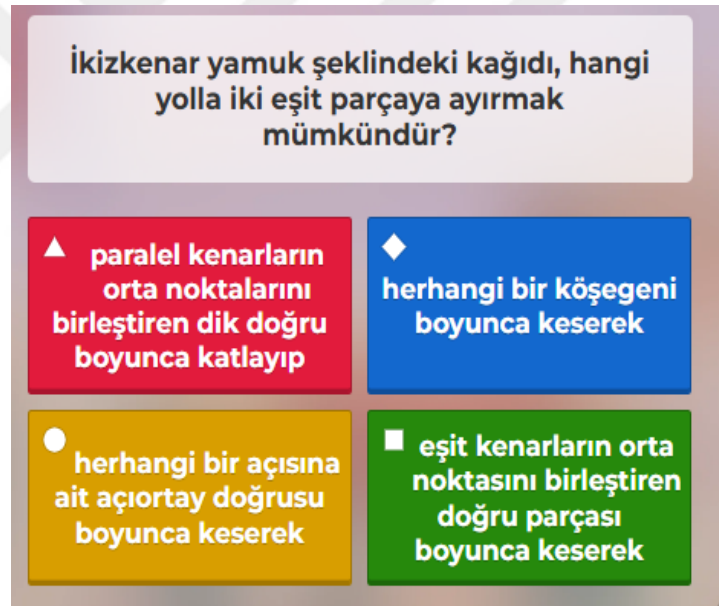 İkizkenar yamuk şeklindeki kağıdı, hangi
yolla iki eşit parçaya ayırmak
mümkündür?
paralel kenarların
orta noktalarını
birleştiren dik doğru
boyunca katlayıp
herhangi bir köşegeni
boyunca keserek
herhangi bir açısına
ait açıortay doğrusu
boyunca keserek
eşit kenarların orta
noktasını birleştiren
doğru parçası
boyunca keserek